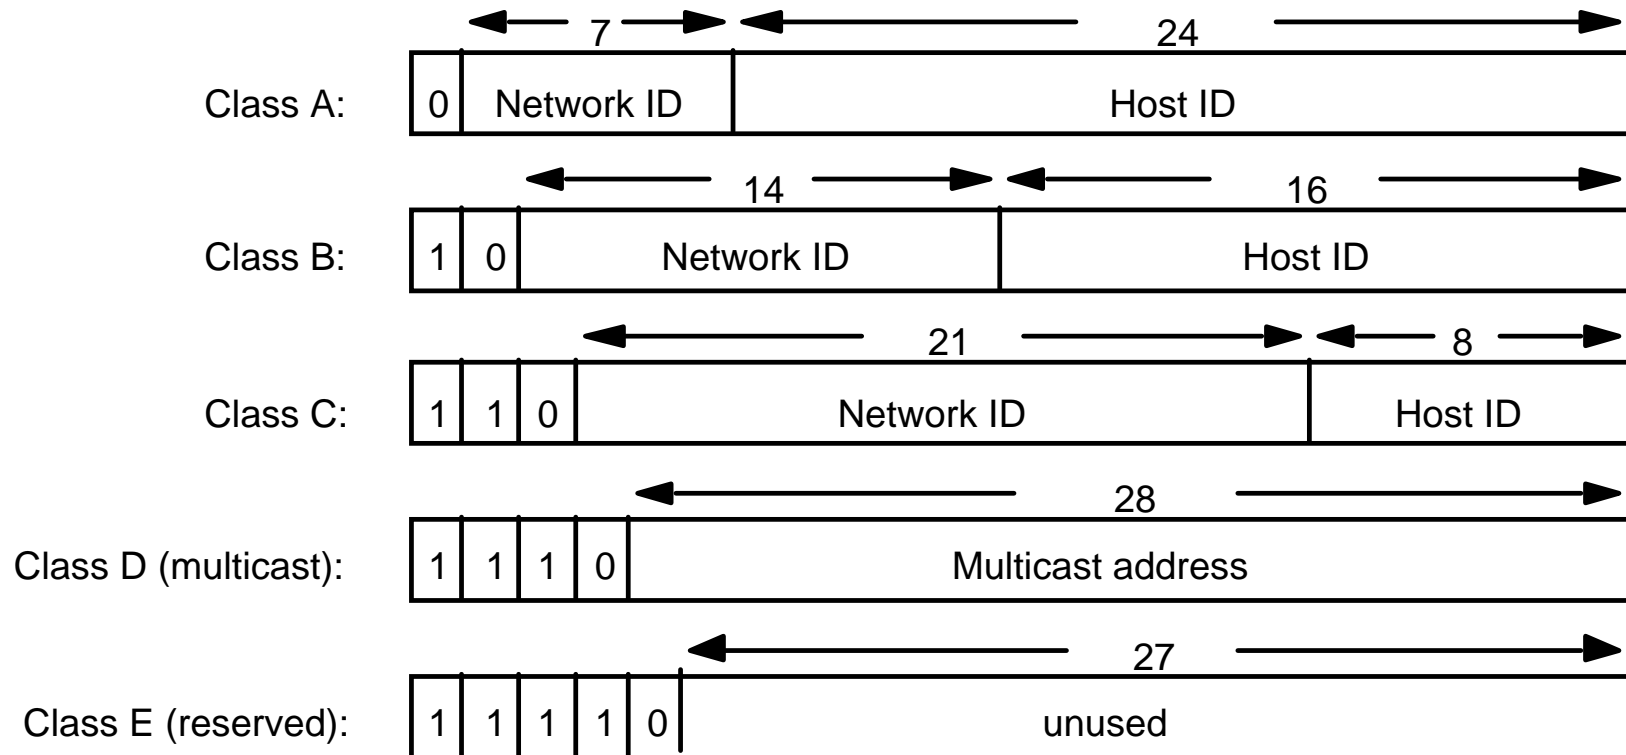 7 24
Class A: 0 Network ID Host ID
14 16
Class B: 1 0 Network ID Host ID
21 8
Class C: 1 1 0 Network ID Host ID
28
Class D (multicast): 1 1 1 0 Multicast address
27
Class E (reserved): 1 1 1 1 0 unused